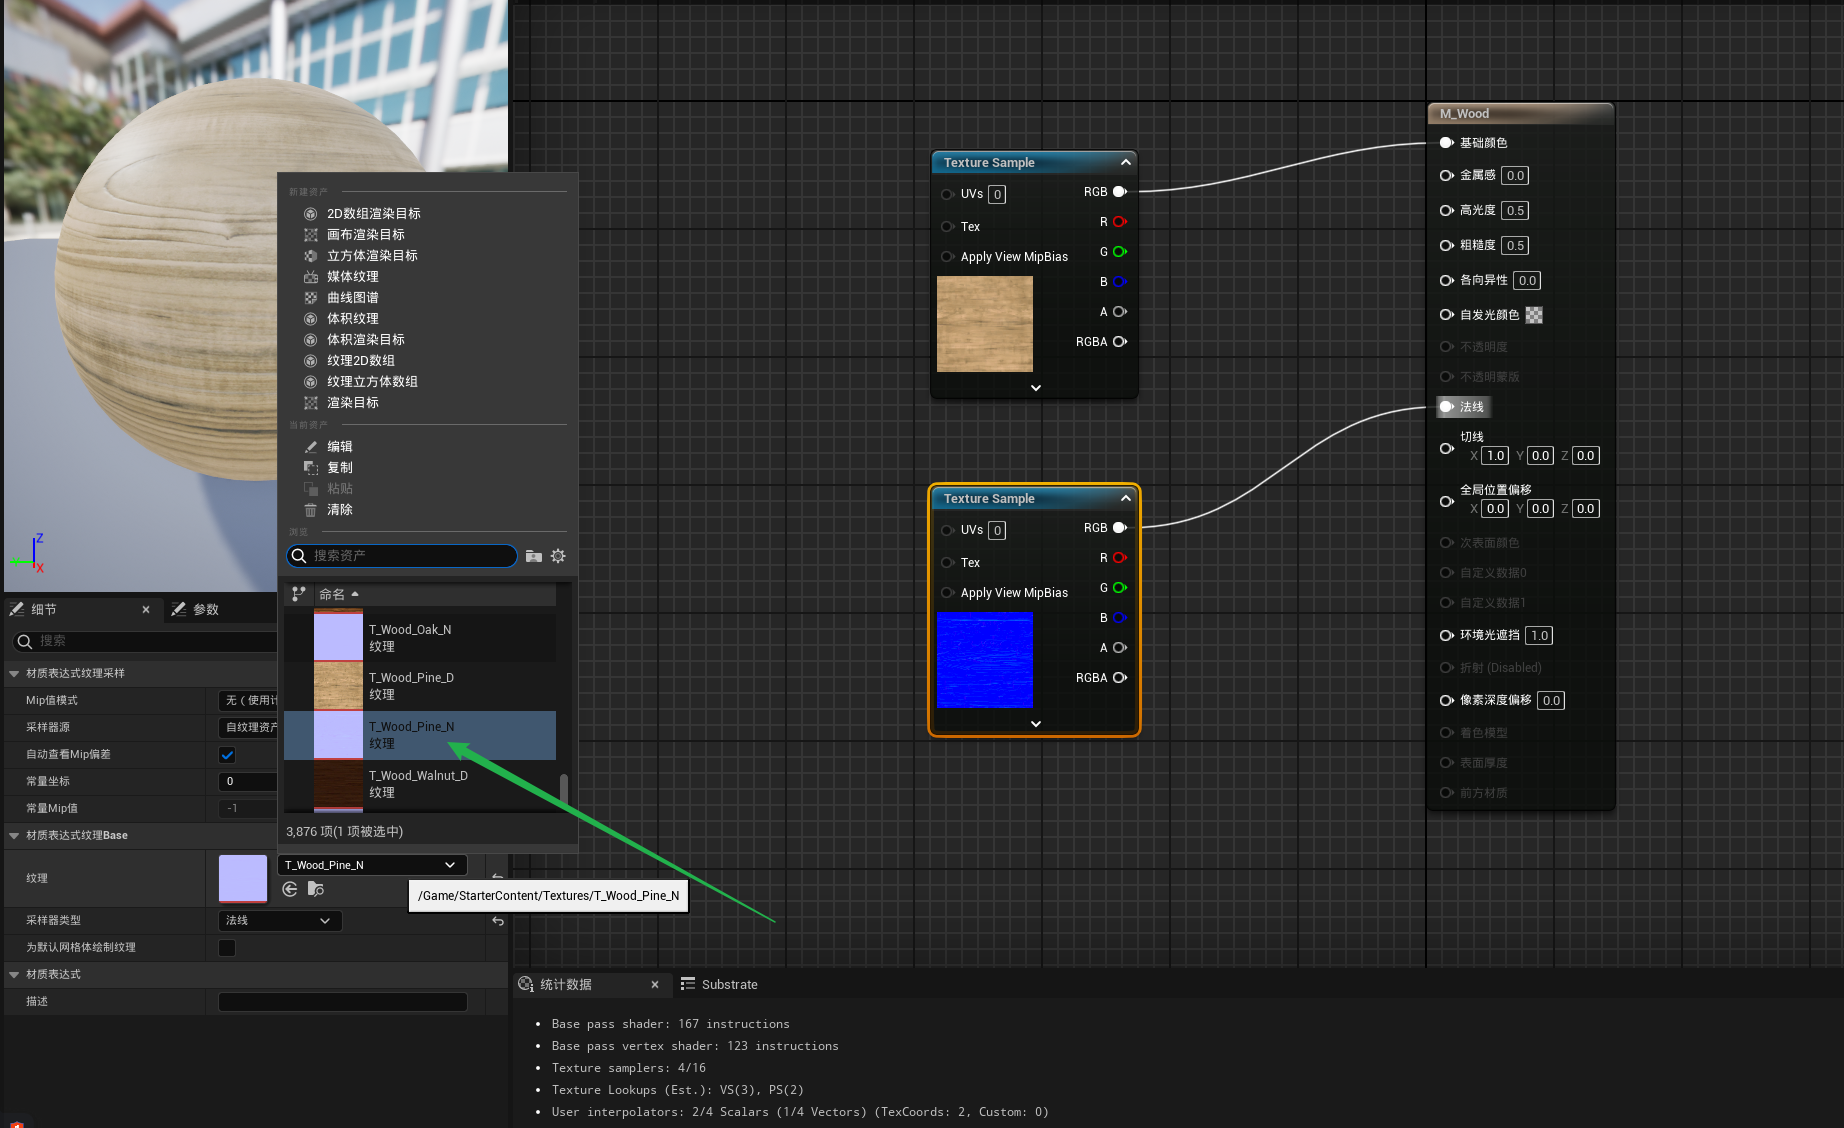 新建资产
2D数组渲染目标
画布渲染目标
立方体渲染目标
媒体纹理
曲线图谱
体积纹理
体积渲染目标
纹理2D数组
纹理立方体数组
渲染目标
当前资产
编辑
复制
粘贴
清除
浏览
搜索资产
命名
T_Wood_Oak_N
纹理
T_Wood_Pine_D
纹理
T_Wood_Pine_N
纹理
T_Wood_Walnut_D
纹理
3,876 项(1 项被选中)
Z
X
细节
参数
搜索
材质表达式纹理采样
Mip值模式
无（使用计
采样器源
自纹理资产
自动查看Mip偏差
常量坐标
0
常量Mip值
-1
材质表达式纹理Base
纹理
T_Wood_Pine_N
/Game/StarterContent/Textures/T_Wood_Pine_N
采样器类型
法线
为默认网格体绘制纹理
材质表达式
描述
Texture Sample
UVs 0
RGB
R
Tex
G
Apply View MipBias
B
A
RGBA
Texture Sample
UVs 0
RGB
R
Tex
G
Apply View MipBias
B
A
RGBA
M_Wood
基础颜色
金属感 0.0
高光度 0.5
粗糙度 0.5
各向异性 0.0
自发光颜色
不透明度
不透明蒙版
法线
切线
X 1.0 Y 0.0 Z 0.0
全局位置偏移
X 0.0 Y 0.0 Z 0.0
次表面颜色
自定义数据0
自定义数据1
环境光遮挡 1.0
折射 (Disabled)
像素深度偏移 0.0
着色模型
表面厚度
前方材质
统计数据
Substrate
Base pass shader: 167 instructions
Base pass vertex shader: 123 instructions
Texture samplers: 4/16
Texture Lookups (Est.): VS(3), PS(2)
User interpolators: 2/4 Scalars (1/4 Vectors) (TexCoords: 2, Custom: 0)